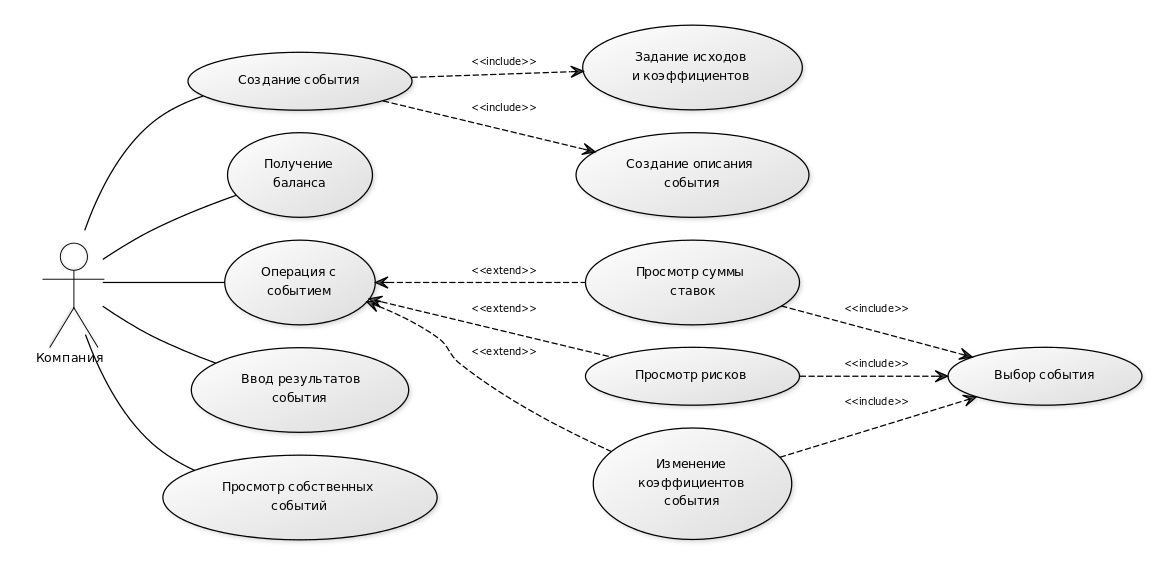 Создание события
<<include>>
Задание исходов
и коэффициентов
<<include>>
Создание описания
события
Получение
баланса
Компания
Операция с
событием
<<extend>>
Просмотр суммы
ставок
<<include>>
<<extend>>
Просмотр рисков
<<include>>
Выбор события
<<extend>>
Изменение
коэффициентов
события
<<include>>
Ввод результатов
события
Просмотр собственных
событий